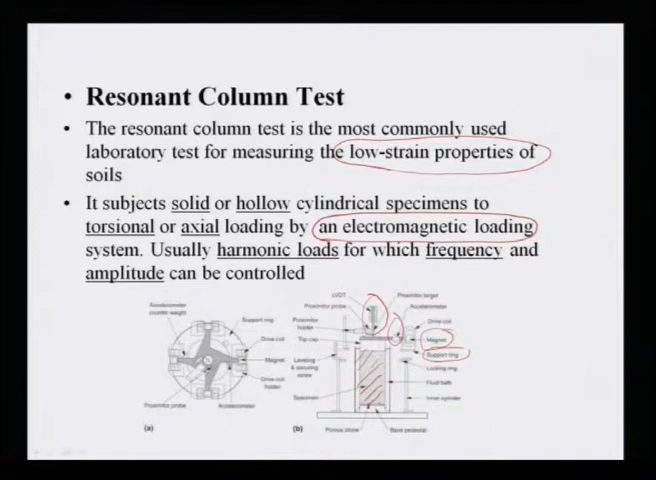 • Resonant Column Test
• The resonant column test is the most commonly used
laboratory test for measuring the low-strain properties of
soils
• It subjects solid or hollow cylindrical specimens to
torsional or axial loading by an electromagnetic loading
system. Usually harmonic loads for which frequency and
amplitude can be controlled
Accelerometer
counter weight
Support ring
Drive coil
Magnet
Drive coil
holder
Proximitor probe
Accelerometer
(a)
LVDT
Proximitor target
Proximitor probe
Accelerometer
Proximitor
holder
Drive coil
Top cap
Magnet
Support ring
Leveling
& securing
screw
Locking ring
Fluid bath
Specimen
Inner cylinder
Porous stone
Base pedestal
(b)